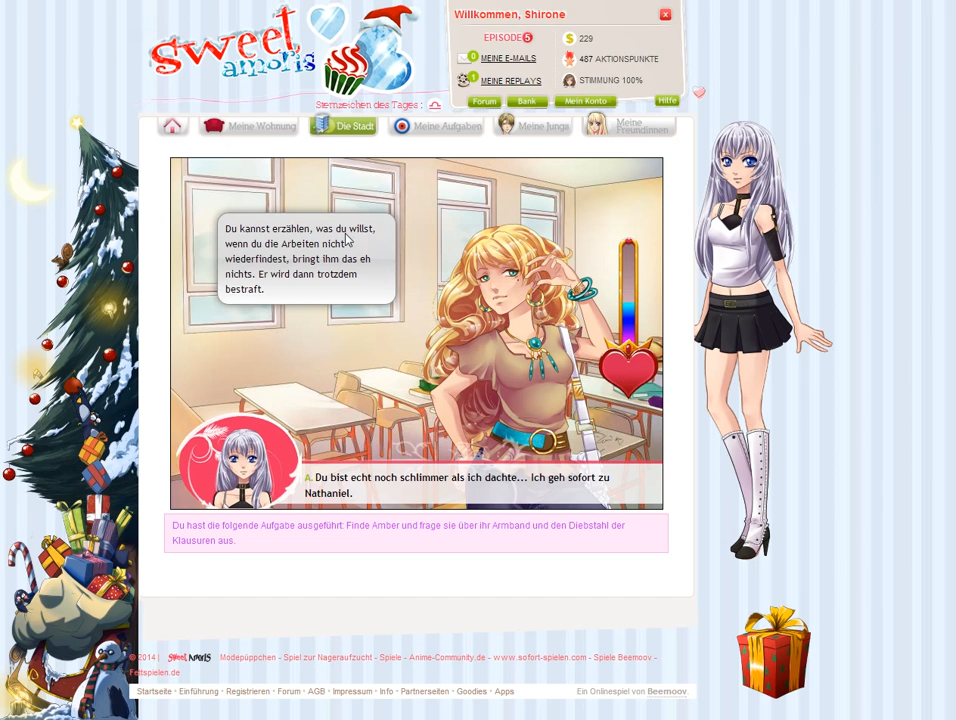 sweet
amoris
Willkommen, Shirone
x
EPISODE 5
0 MEINE E-MAILS
1 MEINE REPLAYS
$ 229
487 AKTIONSPUNKTE
STIMMUNG 100%
Forum
Bank
Mein Konto
Hilfe
Sternzeichen des Tages :
Meine Wohnung
Die Stadt
Meine Aufgaben
Meine Jungs
Meine
Freundinnen
Du kannst erzählen, was du willst,
wenn du die Arbeiten nicht
wiederfindest, bringt ihm das eh
nichts. Er wird dann trotzdem
bestraft.
A. Du bist echt noch schlimmer als ich dachte... Ich geh sofort zu
Nathaniel.
Du hast die folgende Aufgabe ausgeführt: Finde Amber und frage sie über ihr Armband und den Diebstahl der
Klausuren aus.
© 2014 | Sweet Amoris Modepüppchen - Spiel zur Nageraufzucht - Spiele - Anime-Community.de - www.sofort-spielen.com - Spiele Beemoov -
Fettspielen.de
Startseite · Einführung · Registrieren · Forum · AGB · Impressum · Info · Partnerseiten · Goodies · Apps
Ein Onlinespiel von Beemoov.